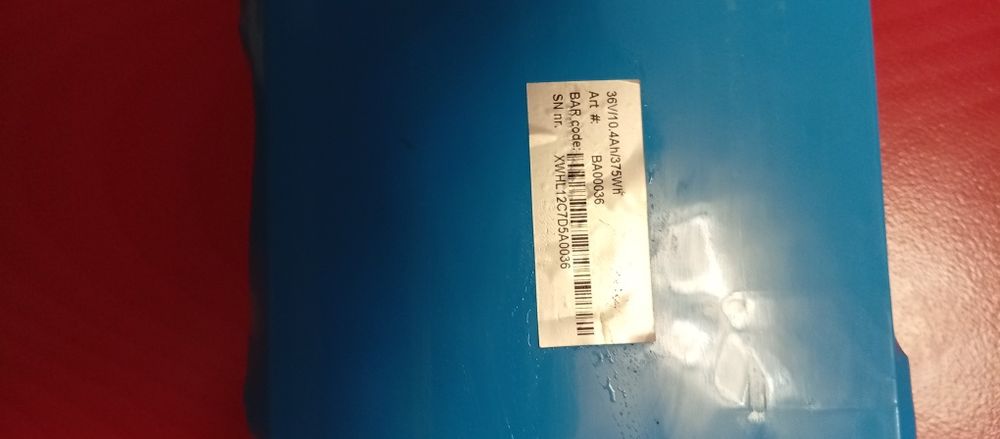 36V/10.4Ah/375Wh
Art #: BA00036
BAR code:
SN nr. XWHL12C7D5A0036